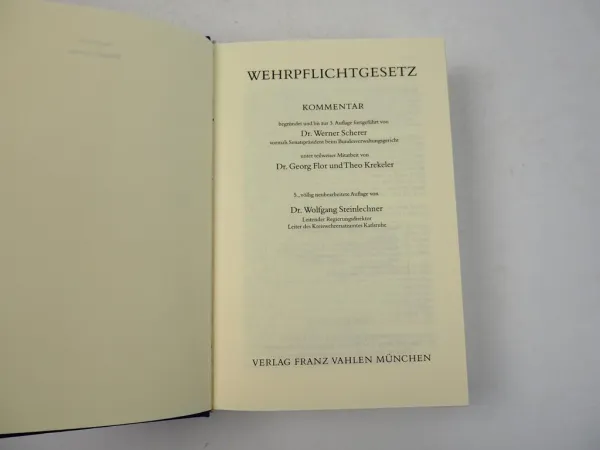 WEHRPFLICHTGESETZ
KOMMENTAR
begründet und bis zur 3. Auflage fortgeführt von
Dr. Werner Scherer
vormals Senatspräsident beim Bundesverwaltungsgericht
unter teilweiser Mitarbeit von
Dr. Georg Flor und Theo Krekeler
5., völlig neubearbeitete Auflage von
Dr. Wolfgang Steinlechner
Leitender Regierungsdirektor
Leiter des Kreiswehrersatzamtes Karlsruhe
VERLAG FRANZ VAHLEN MÜNCHEN